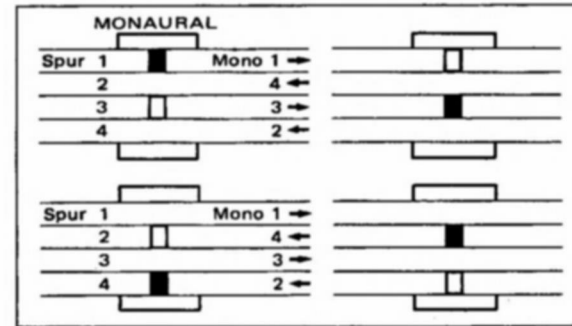 MONAURAL
Spur 1 Mono 1 →
2 4 ←
3 3 →
4 2 ←
Spur 1 Mono 1 →
2 4 ←
3 3 →
4 2 ←